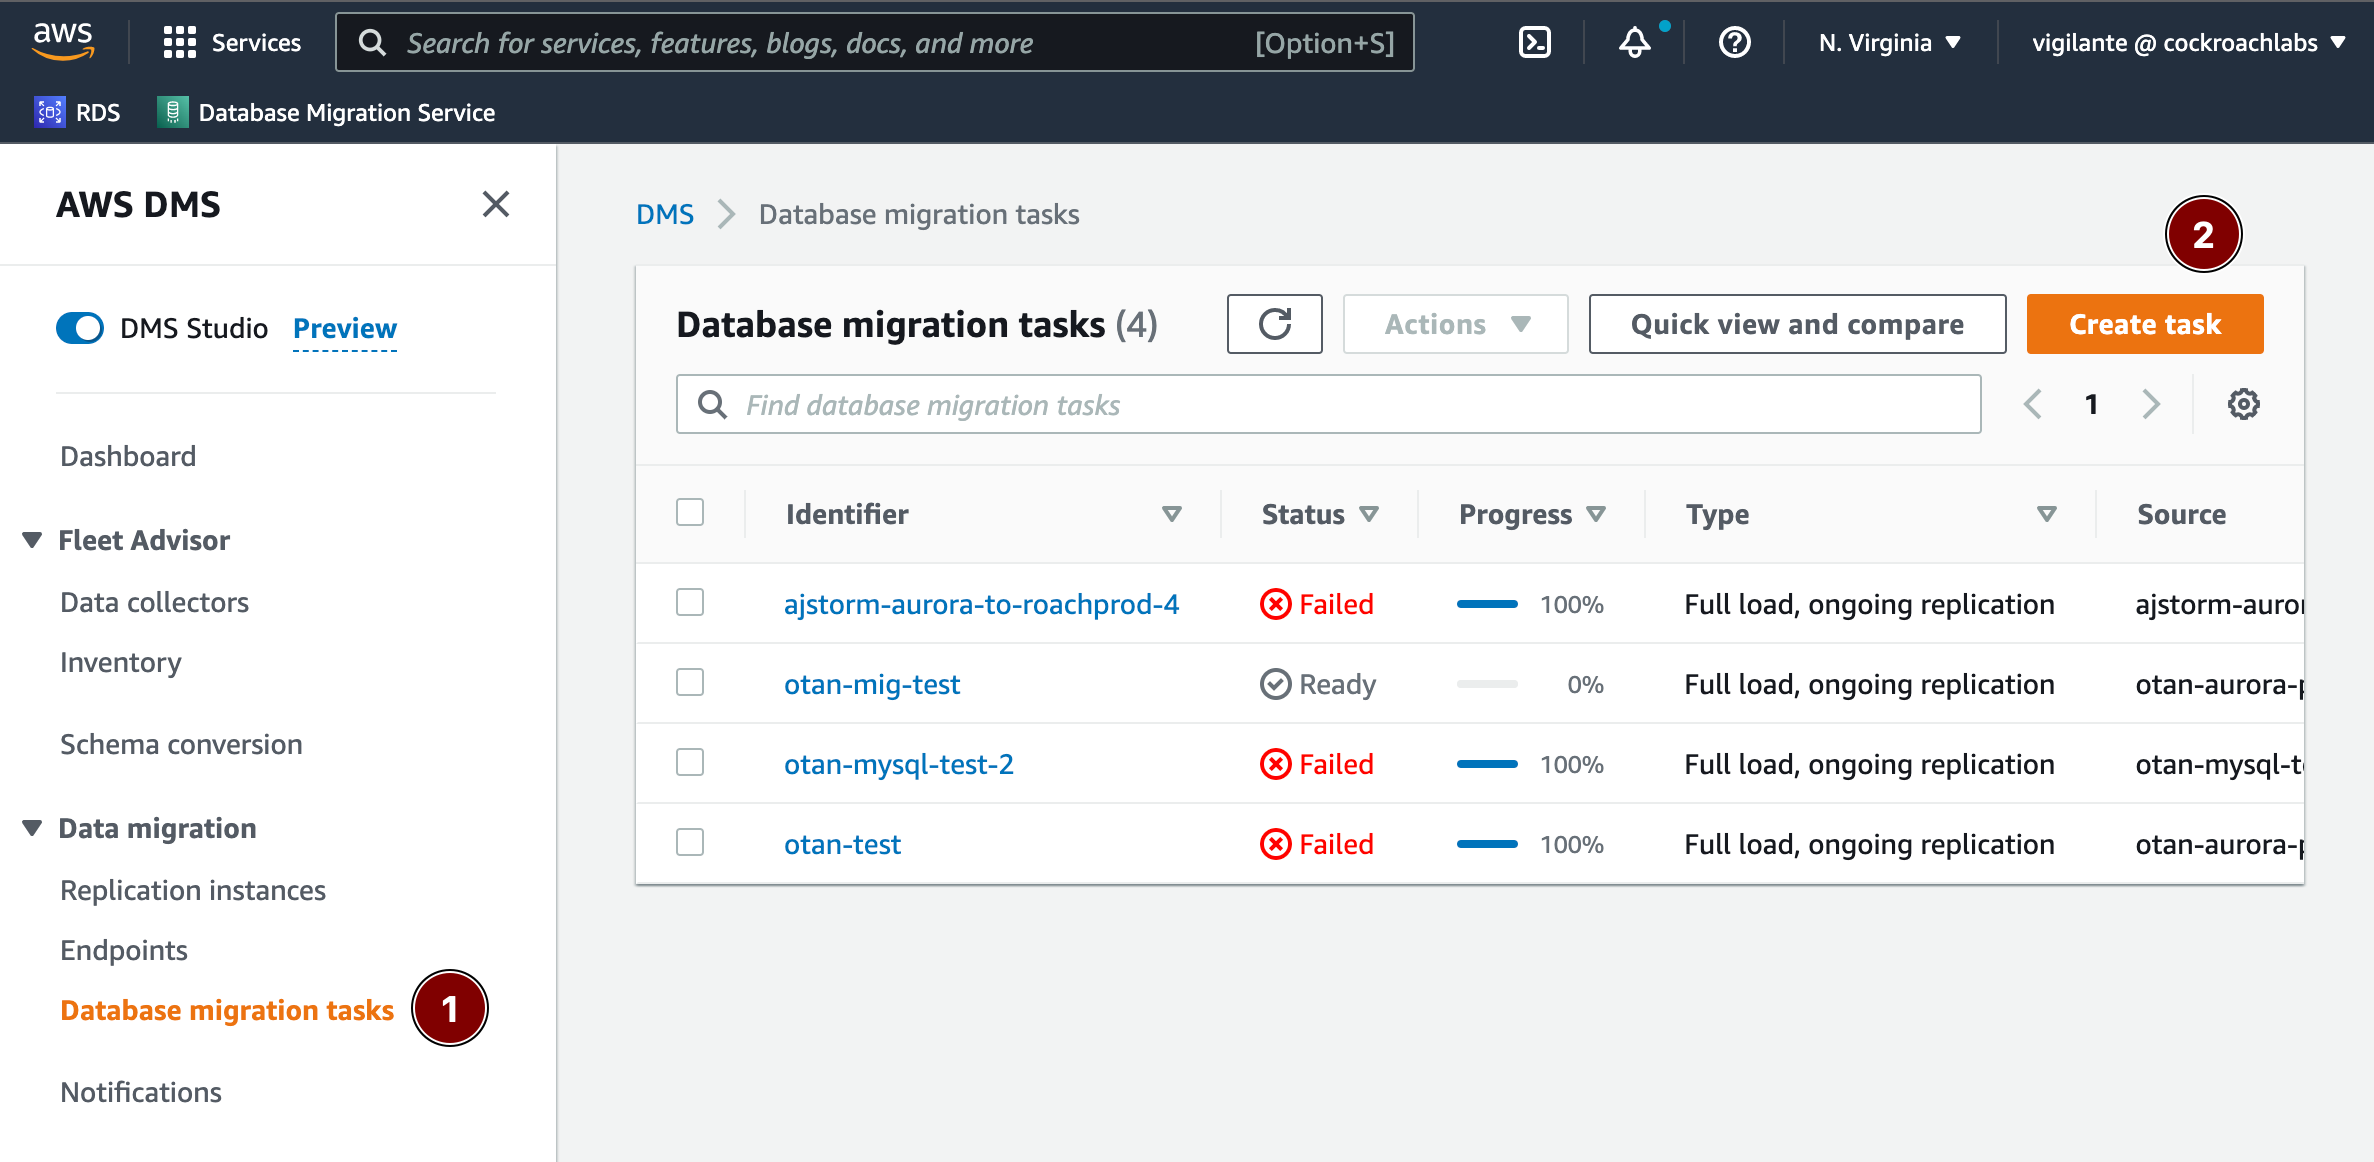 aws Services Search for services, features, blogs, docs, and more [Option+S] N. Virginia vigilante @ cockroachlabs
RDS Database Migration Service
AWS DMS
DMS Studio Preview
Dashboard
Fleet Advisor
Data collectors
Inventory
Schema conversion
Data migration
Replication instances
Endpoints
Database migration tasks 1
Notifications
DMS Database migration tasks
2
Database migration tasks (4) Actions Quick view and compare Create task
Find database migration tasks 1
Identifier Status Progress Type Source
ajstorm-aurora-to-roachprod-4 Failed 100% Full load, ongoing replication ajstorm-auror
otan-mig-test Ready 0% Full load, ongoing replication otan-aurora-p
otan-mysql-test-2 Failed 100% Full load, ongoing replication otan-mysql-te
otan-test Failed 100% Full load, ongoing replication otan-aurora-p